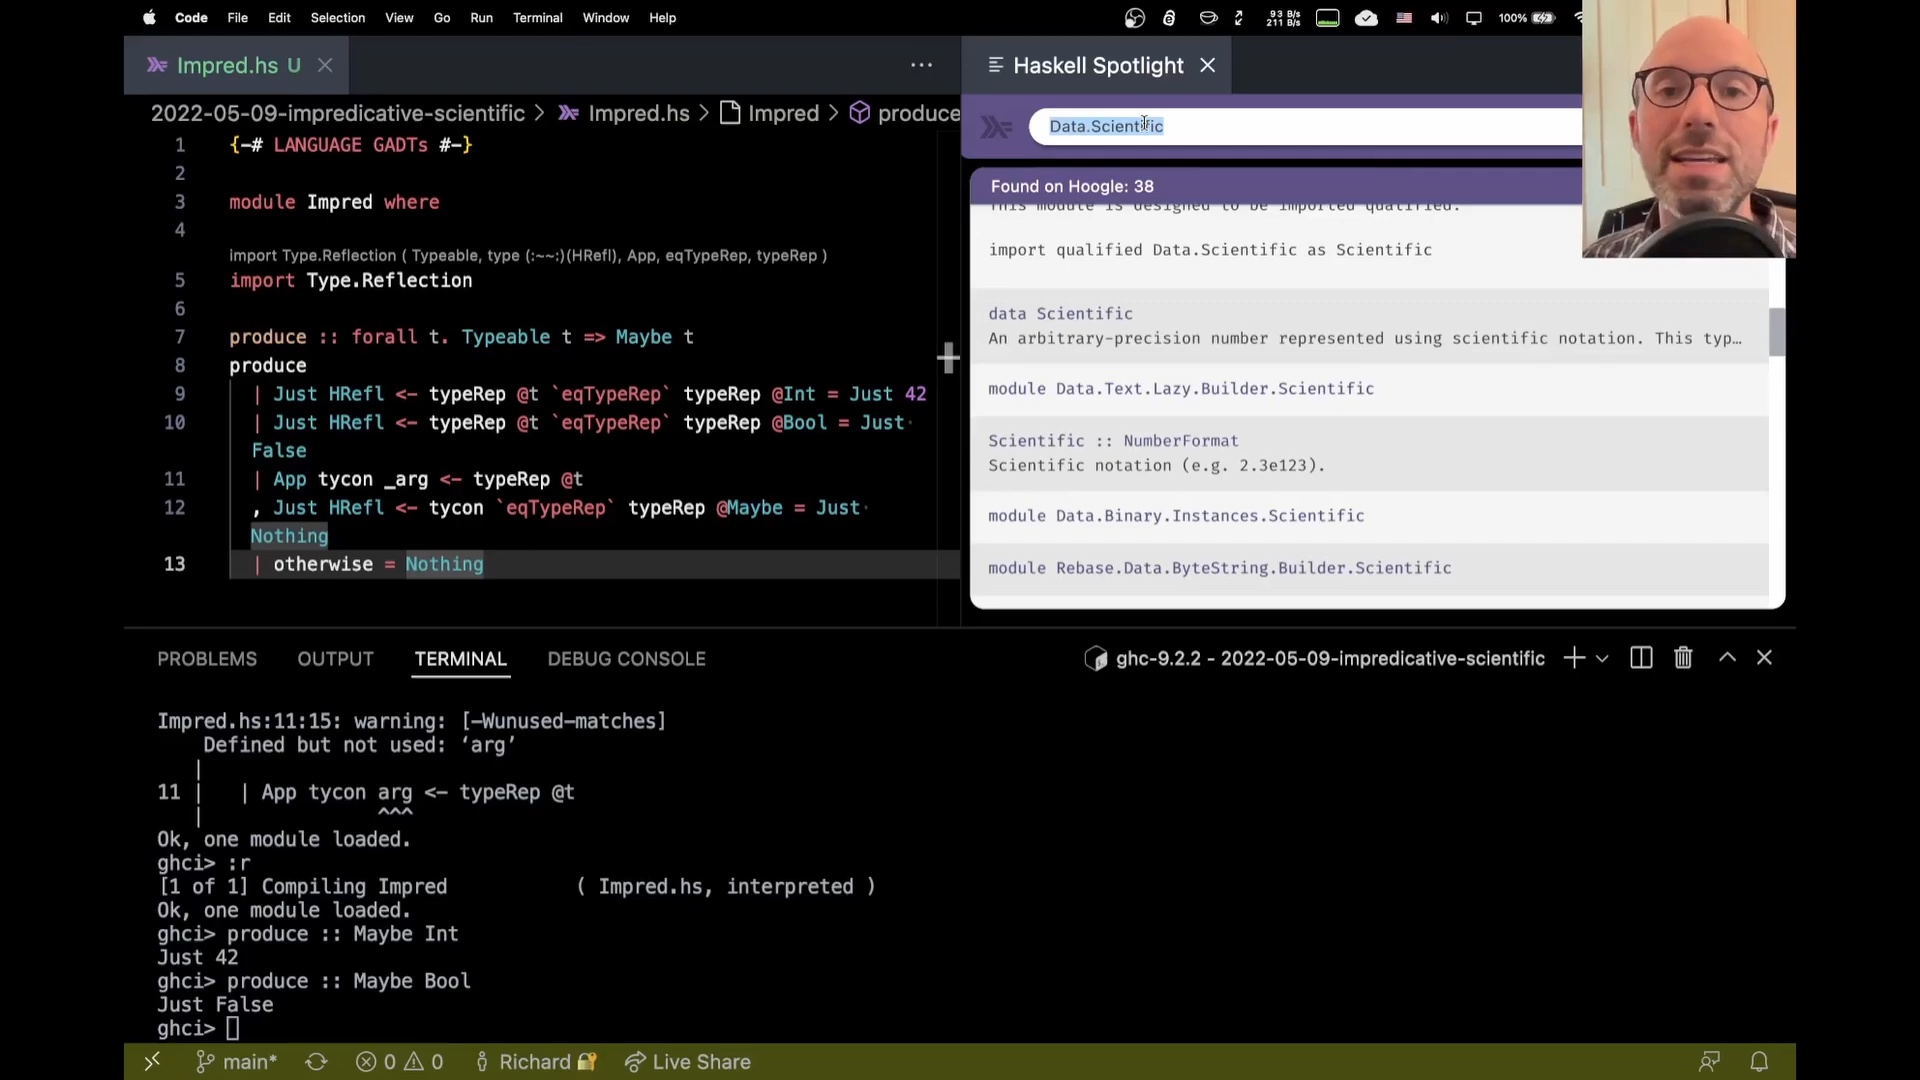 Code File Edit Selection View Go Run Terminal Window Help
93 B/s
211 B/s
100%
Impred.hs U
Haskell Spotlight
2022-05-09-impredicative-scientific > Impred.hs > Impred > produce
Data.Scientific
Found on Hoogle: 38
1 {-# LANGUAGE GADTs #-}
2
3 module Impred where
4
import Type.Reflection ( Typeable, type (:~~:)(HRefl), App, eqTypeRep, typeRep )
5 import Type.Reflection
6
7 produce :: forall t. Typeable t => Maybe t
8 produce
9 | Just HRefl <- typeRep @t `eqTypeRep` typeRep @Int = Just 42
10 | Just HRefl <- typeRep @t `eqTypeRep` typeRep @Bool = Just
False
11 | App tycon _arg <- typeRep @t
12 , Just HRefl <- tycon `eqTypeRep` typeRep @Maybe = Just
Nothing
13 | otherwise = Nothing
This module is designed to be imported qualified.
import qualified Data.Scientific as Scientific
data Scientific
An arbitrary-precision number represented using scientific notation. This typ…
module Data.Text.Lazy.Builder.Scientific
Scientific :: NumberFormat
Scientific notation (e.g. 2.3e123).
module Data.Binary.Instances.Scientific
module Rebase.Data.ByteString.Builder.Scientific
PROBLEMS OUTPUT TERMINAL DEBUG CONSOLE
ghc-9.2.2 - 2022-05-09-impredicative-scientific
Impred.hs:11:15: warning: [-Wunused-matches]
Defined but not used: ‘arg’
|
11 | | App tycon arg <- typeRep @t
| ^^^
Ok, one module loaded.
ghci> :r
[1 of 1] Compiling Impred ( Impred.hs, interpreted )
Ok, one module loaded.
ghci> produce :: Maybe Int
Just 42
ghci> produce :: Maybe Bool
Just False
ghci>
main* 0 0 Richard Live Share